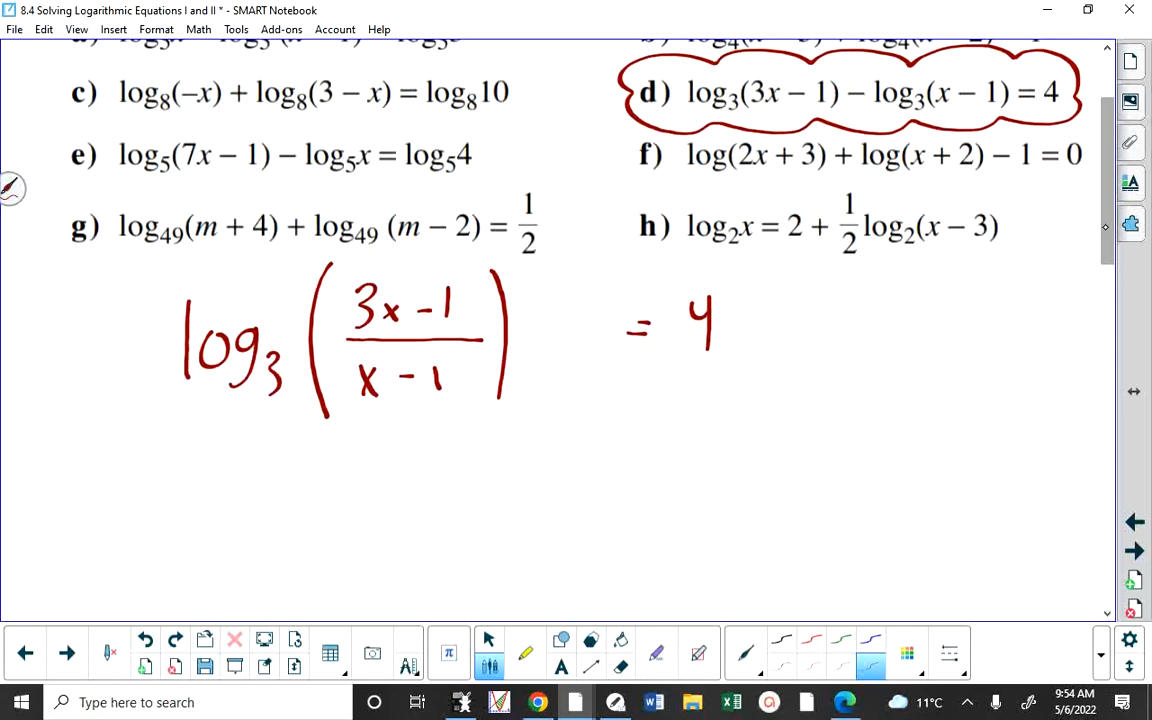 8.4 Solving Logarithmic Equations I and II * - SMART Notebook
File Edit View Insert Format Math Tools Add-ons Account Help
c) log₈(–x) + log₈(3 – x) = log₈10
d) log₃(3x – 1) – log₃(x – 1) = 4
e) log₅(7x – 1) – log₅x = log₅4
f) log(2x + 3) + log(x + 2) – 1 = 0
g) log₄₉(m + 4) + log₄₉ (m – 2) = 1/2
h) log₂x = 2 + 1/2 log₂(x – 3)
log₃ ( 3x - 1 / x - 1 ) = 4
Type here to search
11°C
9:54 AM
5/6/2022